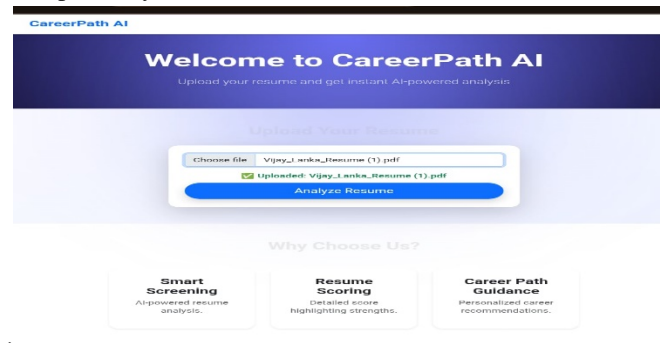 CareerPath AI
Welcome to CareerPath AI
Upload your resume and get instant AI-powered analysis
Upload Your Resume
Choose file Vijay_Lanka_Resume (1).pdf
✅ Uploaded: Vijay_Lanka_Resume (1).pdf
Analyze Resume
Why Choose Us?
Smart
Screening
AI-powered resume
analysis.
Resume
Scoring
Detailed score
highlighting strengths.
Career Path
Guidance
Personalized career
recommendations.